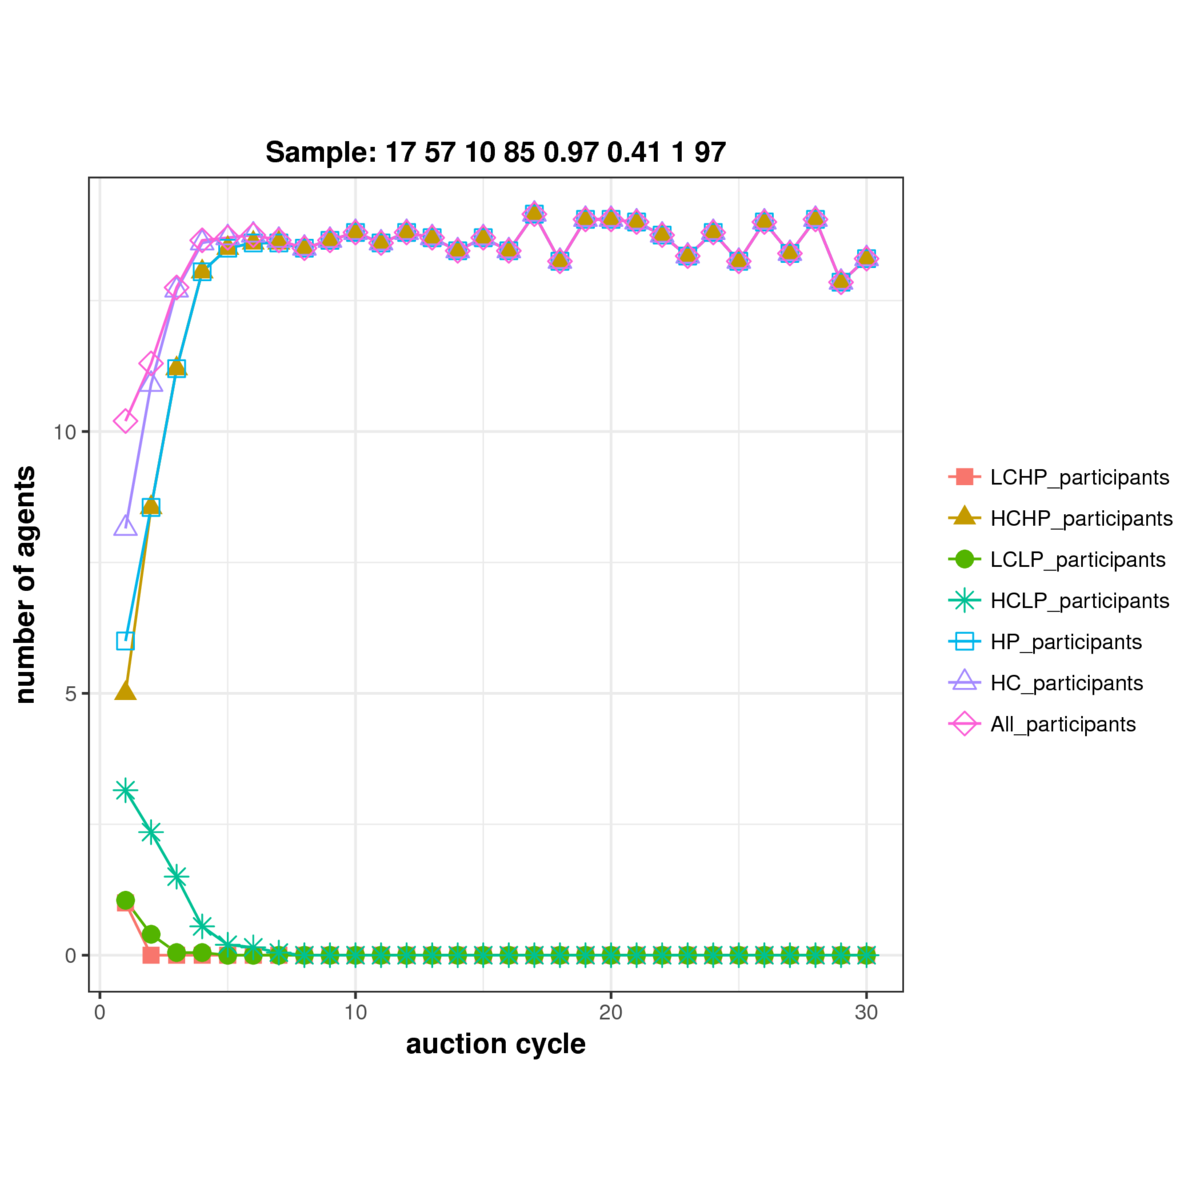 Sample: 17 57 10 85 0.97 0.41 1 97
number of agents
10
5
0
0
10
20
30
auction cycle
LCHP_participants
HCHP_participants
LCLP_participants
HCLP_participants
HP_participants
HC_participants
All_participants